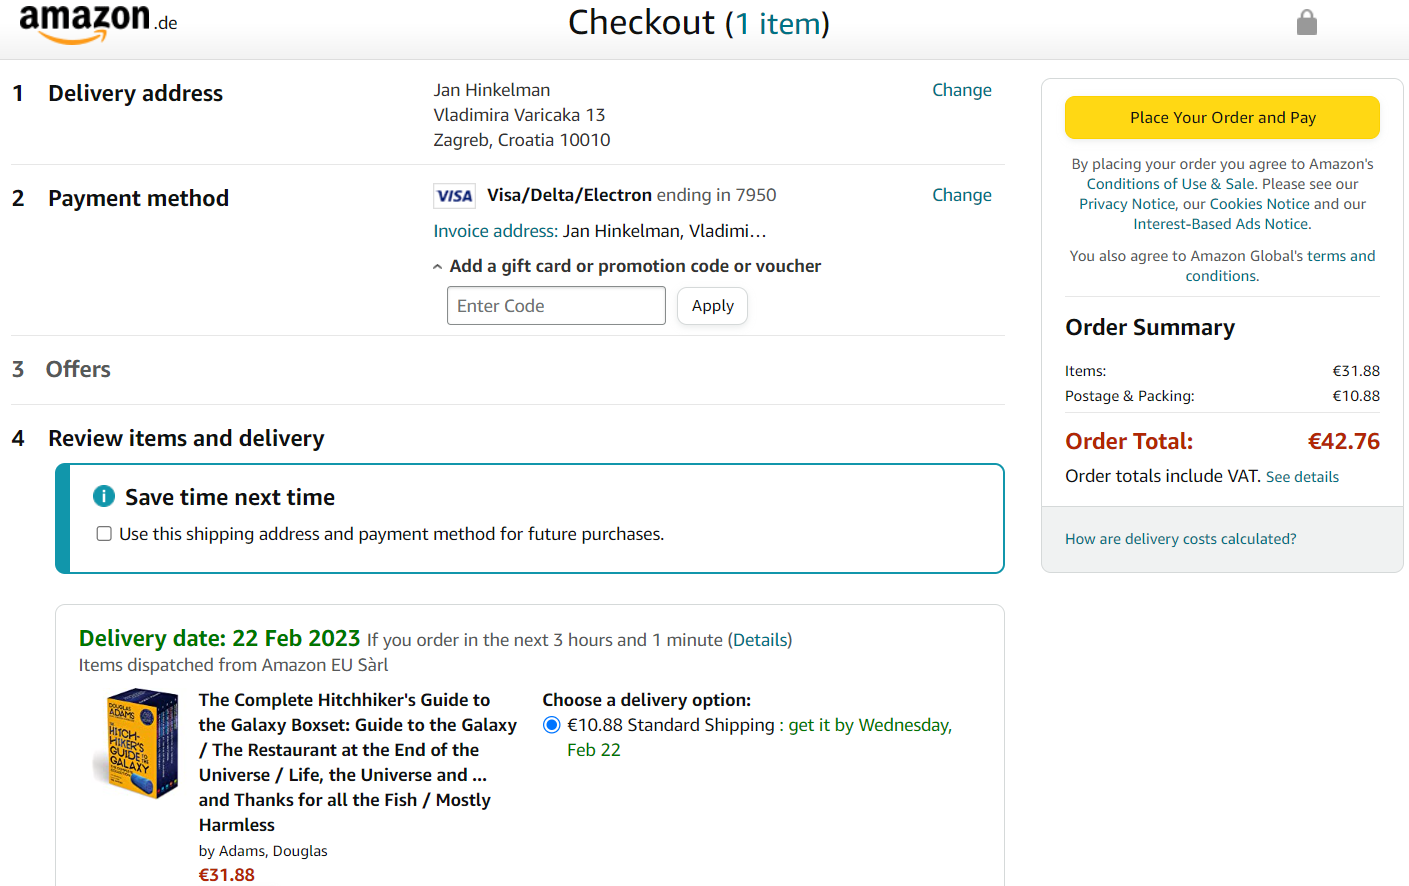 amazon.de
Checkout (1 item)
1 Delivery address
Jan Hinkelman
Vladimira Varicaka 13
Zagreb, Croatia 10010
Change
2 Payment method
VISA Visa/Delta/Electron ending in 7950
Change
Invoice address: Jan Hinkelman, Vladimi...
Add a gift card or promotion code or voucher
Enter Code
Apply
3 Offers
4 Review items and delivery
i Save time next time
Use this shipping address and payment method for future purchases.
Delivery date: 22 Feb 2023 If you order in the next 3 hours and 1 minute (Details)
Items dispatched from Amazon EU Sàrl
DOUGLAS
ADAMS
THE
HITCH-
HIKER'S
GUIDE TO
THE
GALAXY
The Complete Hitchhiker's Guide to
the Galaxy Boxset: Guide to the Galaxy
/ The Restaurant at the End of the
Universe / Life, the Universe and ...
and Thanks for all the Fish / Mostly
Harmless
by Adams, Douglas
€31.88
Choose a delivery option:
€10.88 Standard Shipping : get it by Wednesday,
Feb 22
Place Your Order and Pay
By placing your order you agree to Amazon's
Conditions of Use & Sale. Please see our
Privacy Notice, our Cookies Notice and our
Interest-Based Ads Notice.
You also agree to Amazon Global's terms and
conditions.
Order Summary
Items: €31.88
Postage & Packing: €10.88
Order Total: €42.76
Order totals include VAT. See details
How are delivery costs calculated?